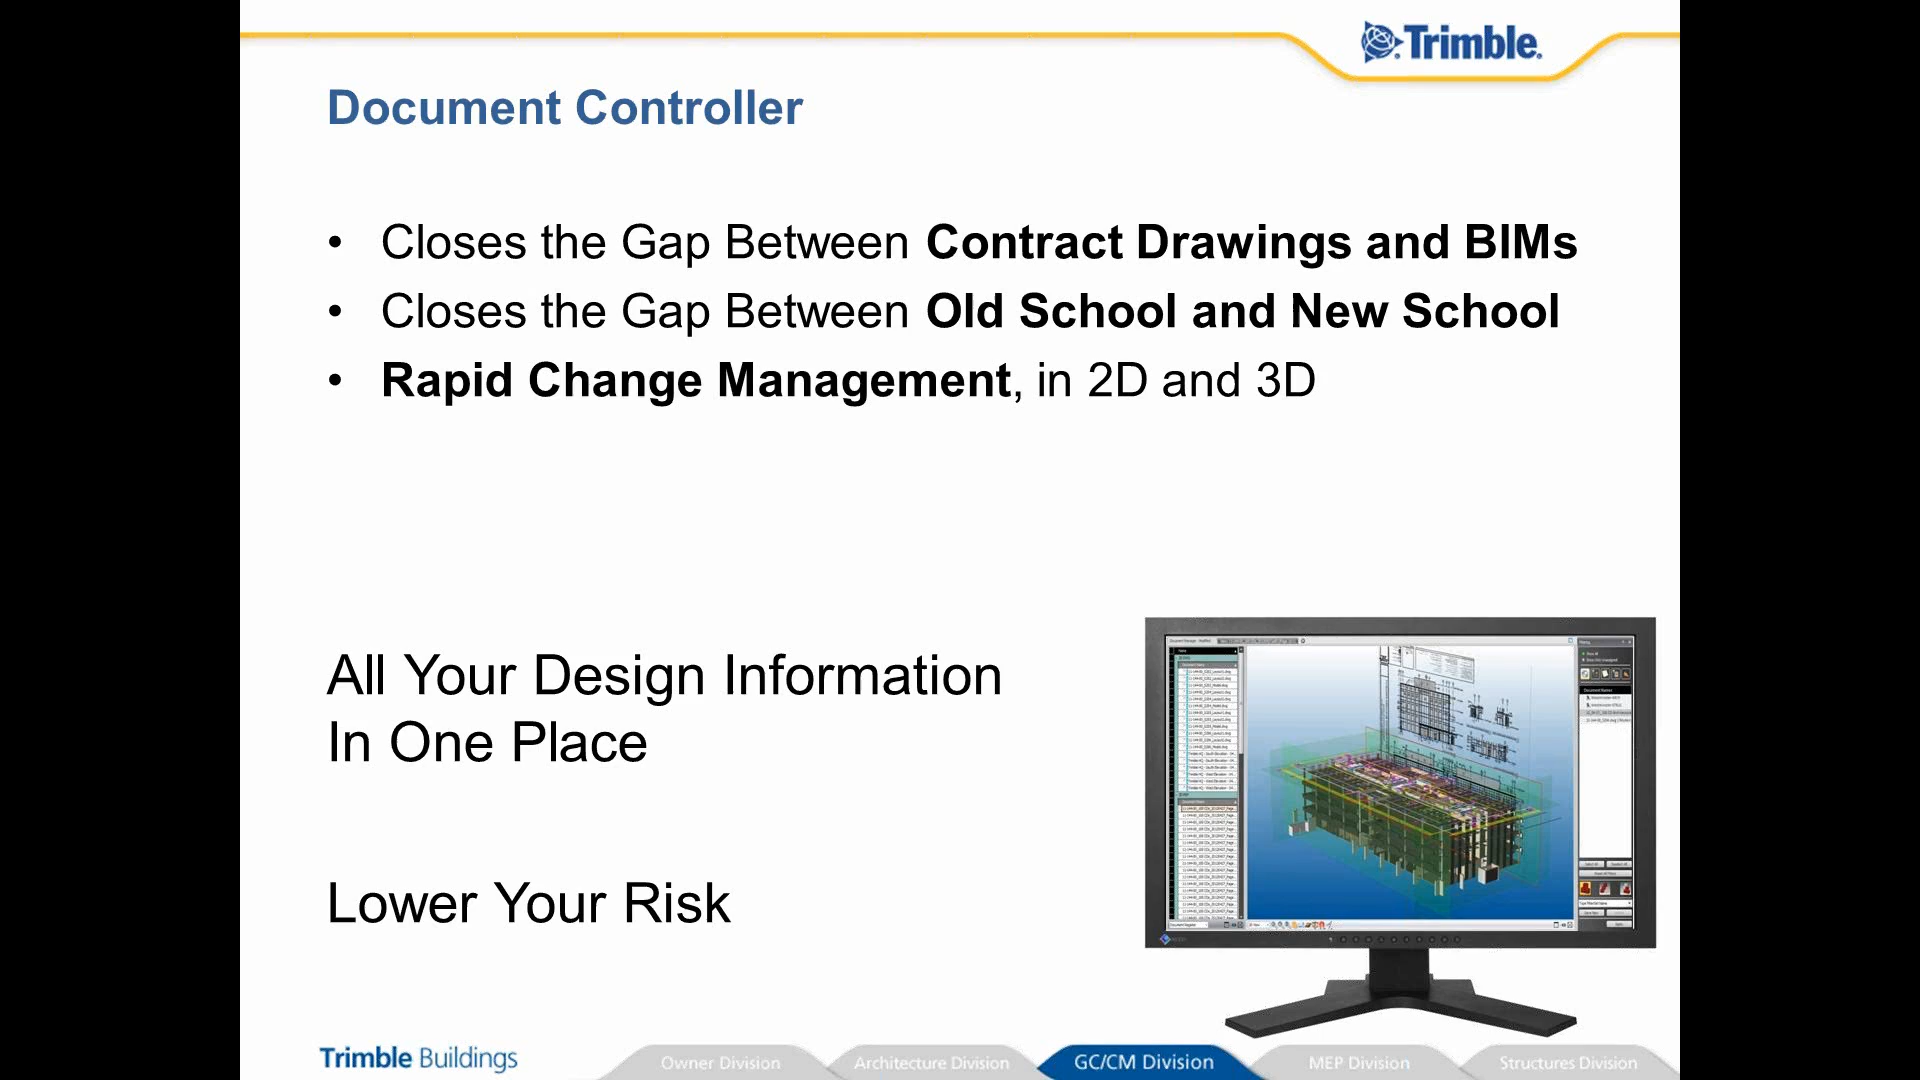 Trimble.
Document Controller
• Closes the Gap Between Contract Drawings and BIMs
• Closes the Gap Between Old School and New School
• Rapid Change Management, in 2D and 3D
All Your Design Information
In One Place
Lower Your Risk
Trimble Buildings
Owner Division
Architecture Division
GC/CM Division
MEP Division
Structures Division